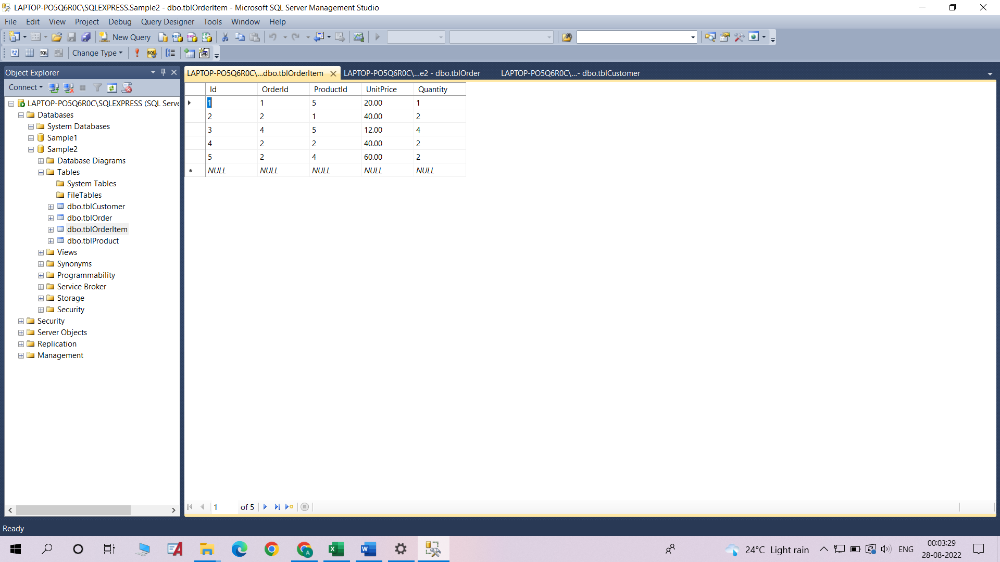 LAPTOP-PO5Q6R0C\SQLEXPRESS.Sample2 - dbo.tblOrderItem - Microsoft SQL Server Management Studio
File Edit View Project Debug Query Designer Tools Window Help
New Query
Change Type
Object Explorer
Connect
LAPTOP-PO5Q6R0C\SQLEXPRESS (SQL Serve
Databases
System Databases
Sample1
Sample2
Database Diagrams
Tables
System Tables
FileTables
dbo.tblCustomer
dbo.tblOrder
dbo.tblOrderItem
dbo.tblProduct
Views
Synonyms
Programmability
Service Broker
Storage
Security
Security
Server Objects
Replication
Management
LAPTOP-PO5Q6R0C\...dbo.tblOrderItem LAPTOP-PO5Q6R0C\...e2 - dbo.tblOrder LAPTOP-PO5Q6R0C\...- dbo.tblCustomer
Id OrderId ProductId UnitPrice Quantity
1 1 5 20.00 1
2 2 1 40.00 2
3 4 5 12.00 4
4 2 2 40.00 2
5 2 4 60.00 2
NULL NULL NULL NULL NULL
1 of 5
Ready
24°C Light rain ENG
00:03:29
28-08-2022